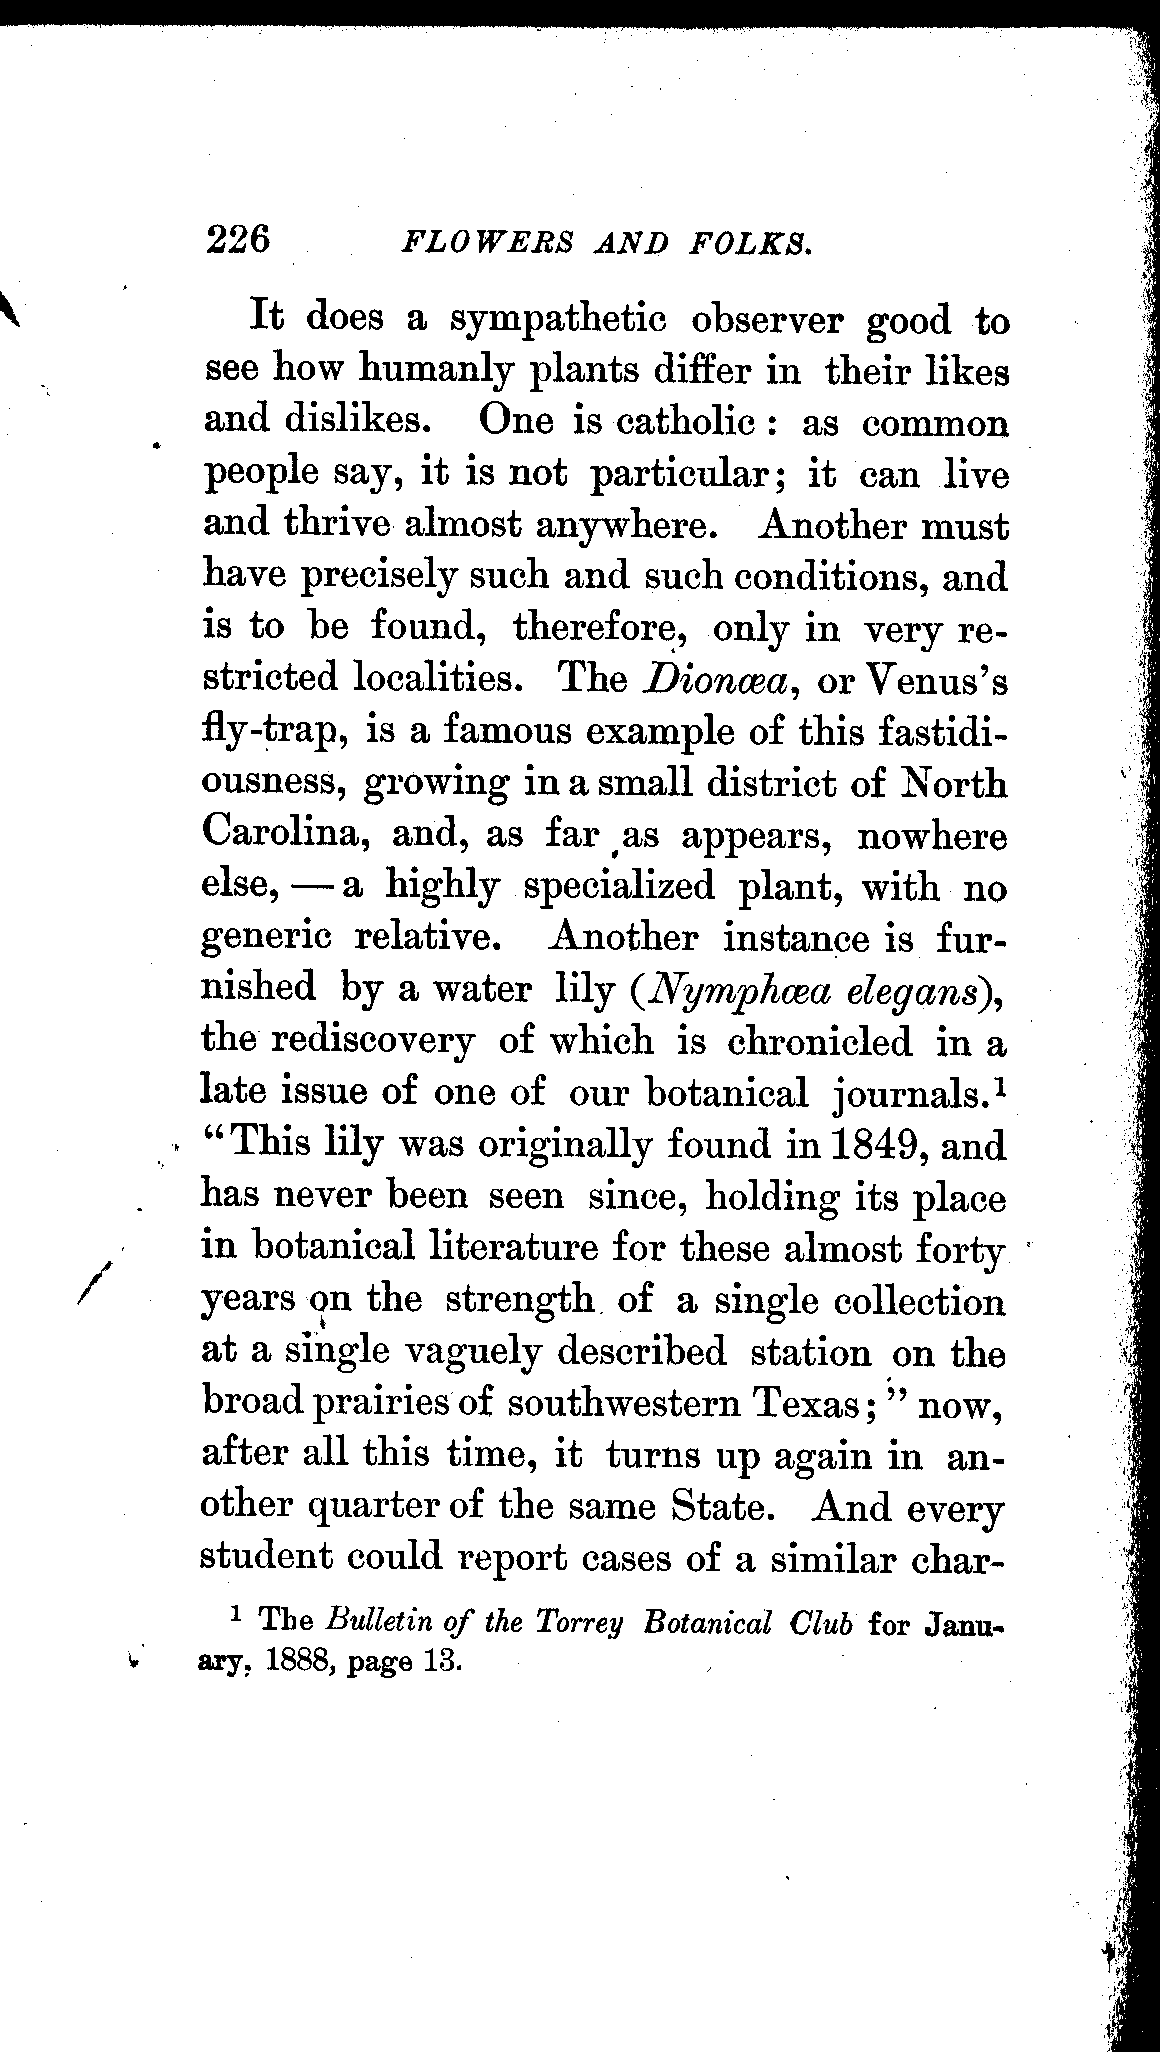 226 FLOWERS AND FOLKS.
It does a sympathetic observer good to
see how humanly plants differ in their likes
and dislikes. One is catholic: as common
people say, it is not particular; it can live
and thrive almost anywhere. Another must
have precisely such and such conditions, and
is to be found, therefore, only in very re-
stricted localities. The Dionœa, or Venus's
fly-trap, is a famous example of this fastidi-
ousness, growing in a small district of North
Carolina, and, as far as appears, nowhere
else, — a highly specialized plant, with no
generic relative. Another instance is fur-
nished by a water lily (Nymphœa elegans),
the rediscovery of which is chronicled in a
late issue of one of our botanical journals.¹
“This lily was originally found in 1849, and
has never been seen since, holding its place
in botanical literature for these almost forty
years on the strength of a single collection
at a single vaguely described station on the
broad prairies of southwestern Texas;” now,
after all this time, it turns up again in an-
other quarter of the same State. And every
student could report cases of a similar char-
¹ The Bulletin of the Torrey Botanical Club for Janu-
ary, 1888, page 13.